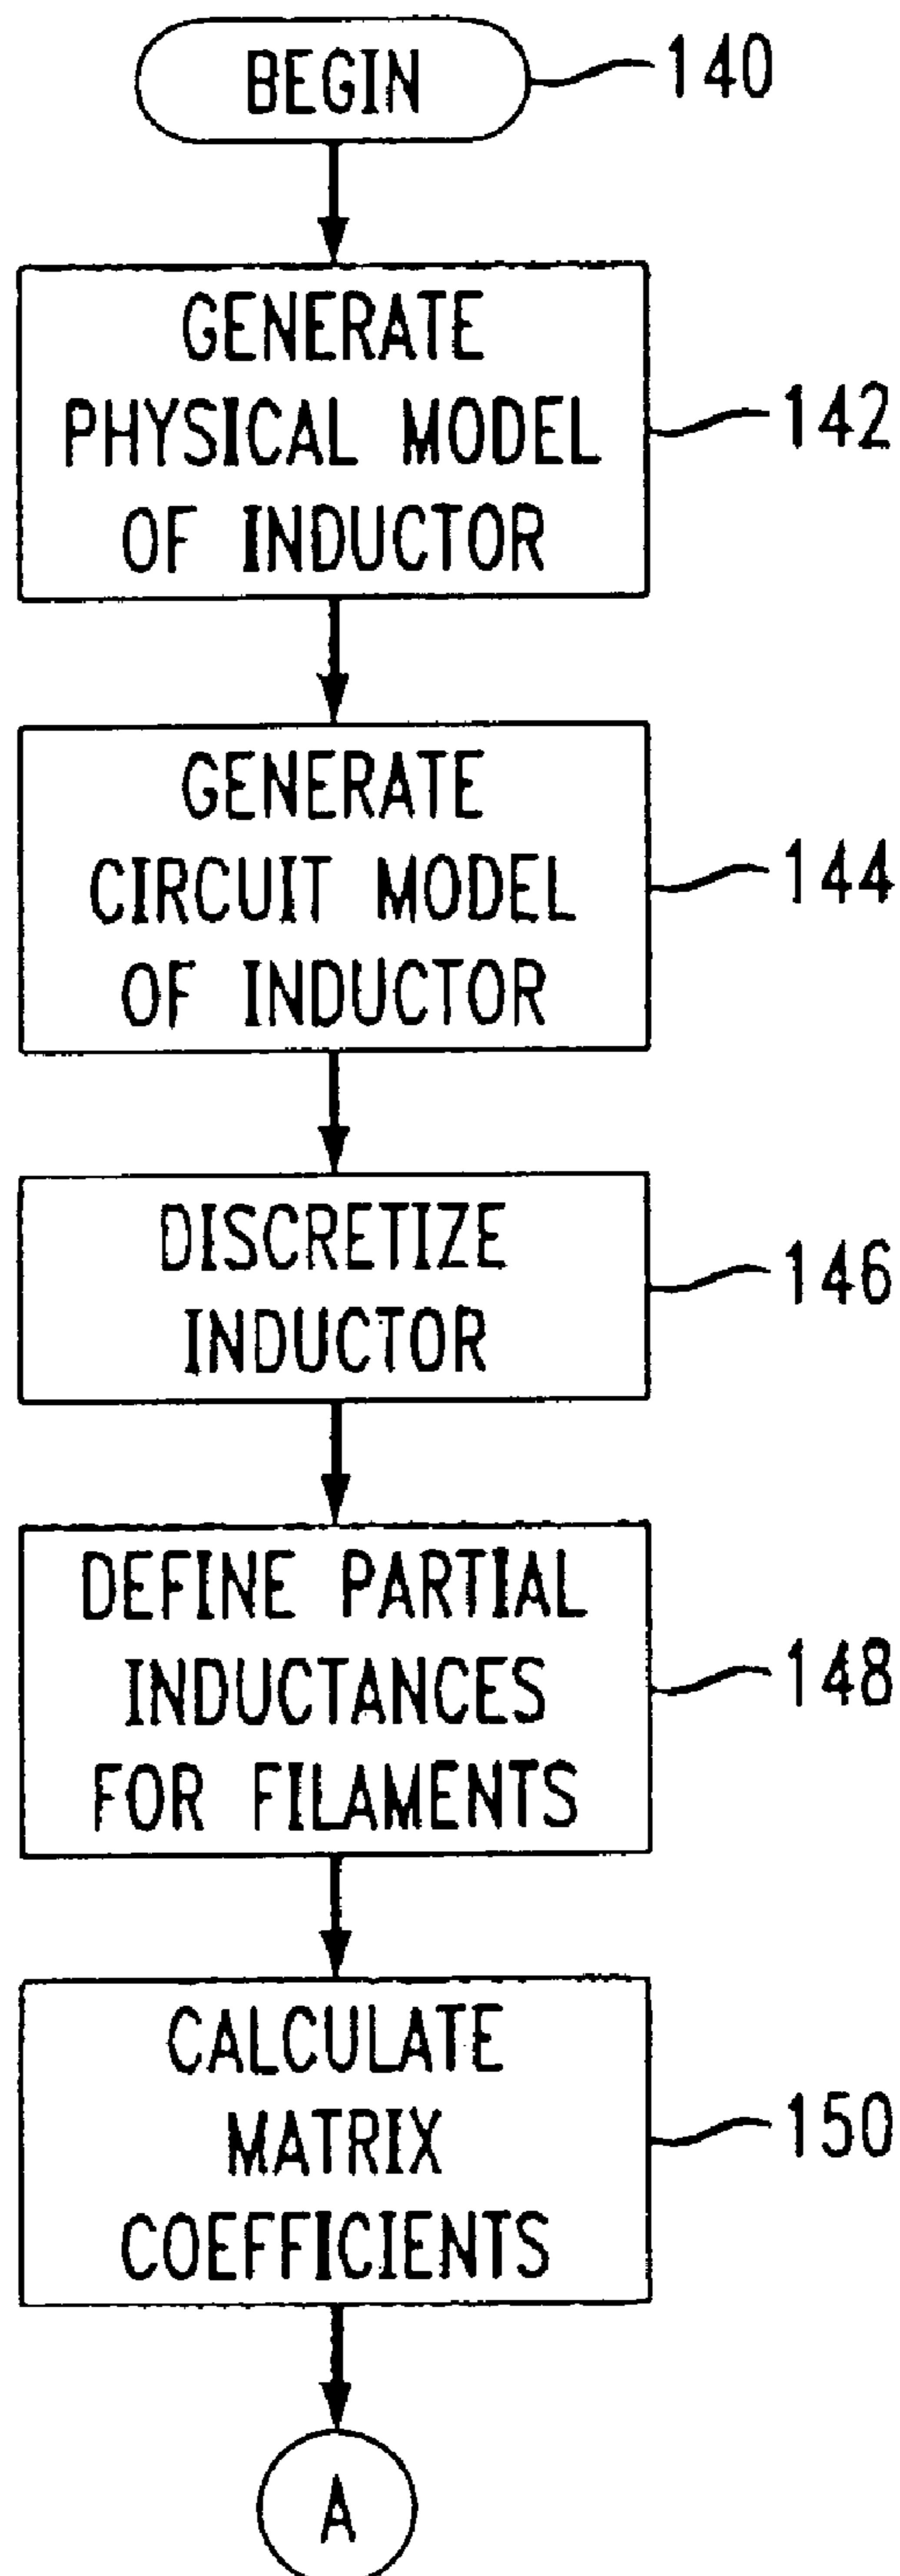 BEGIN
140
GENERATE
PHYSICAL MODEL
OF INDUCTOR
142
GENERATE
CIRCUIT MODEL
OF INDUCTOR
144
DISCRETIZE
INDUCTOR
146
DEFINE PARTIAL
INDUCTANCES
FOR FILAMENTS
148
CALCULATE
MATRIX
COEFFICIENTS
150
A